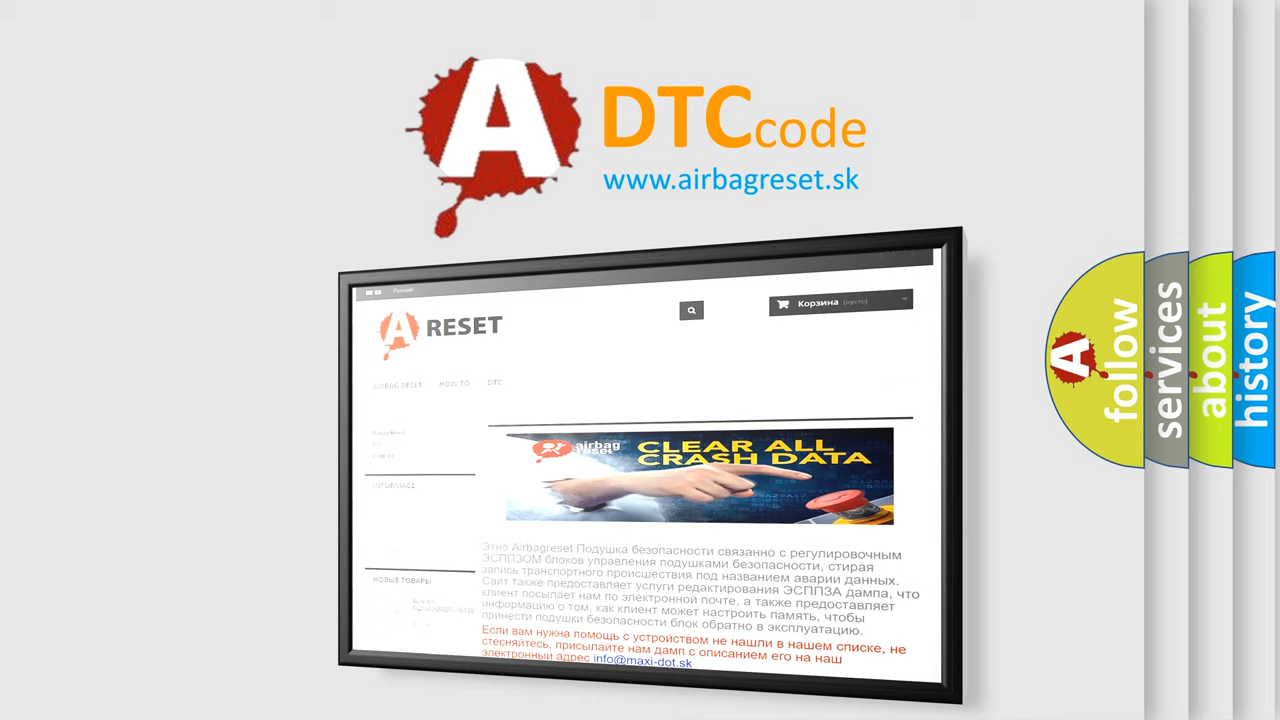 A DTC code
www.airbagreset.sk
Русский
A RESET
Корзина (пусто)
AIRBAG RESET HOW TO DTC
INFORMACE
airbag
reset
CLEAR ALL
CRASH DATA
Этно Airbagreset Подушка безопасности связанно с регулировочным
ЭСППЗОМ блоков управления подушками безопасности, стирая
запись транспортного происшествия под названием аварии данных.
Сайт также предоставляет услуги редактирования ЭСППЗА дампа, что
клиент посылает нам по электронной почте, а также предоставляет
информацию о том, как клиент может настроить память, чтобы
принести подушки безопасности блок обратно в эксплуатацию.
Если вам нужна помощь с устройством не нашли в нашем списке, не
стесняйтесь, присылайте нам дамп с описанием его на наш
электронный адрес info@maxi-dot.sk
НОВЫЕ ТОВАРЫ
A follow
services
about
history